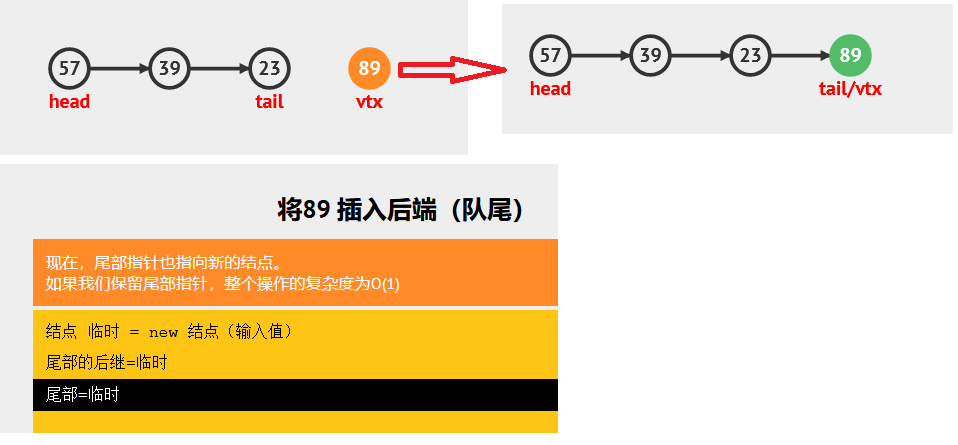 57 39 23 89
head tail vtx
57 39 23 89
head tail/vtx
将89 插入后端（队尾）
现在，尾部指针也指向新的结点。
如果我们保留尾部指针，整个操作的复杂度为O(1)
结点 临时 = new 结点（输入值）
尾部的后继=临时
尾部=临时